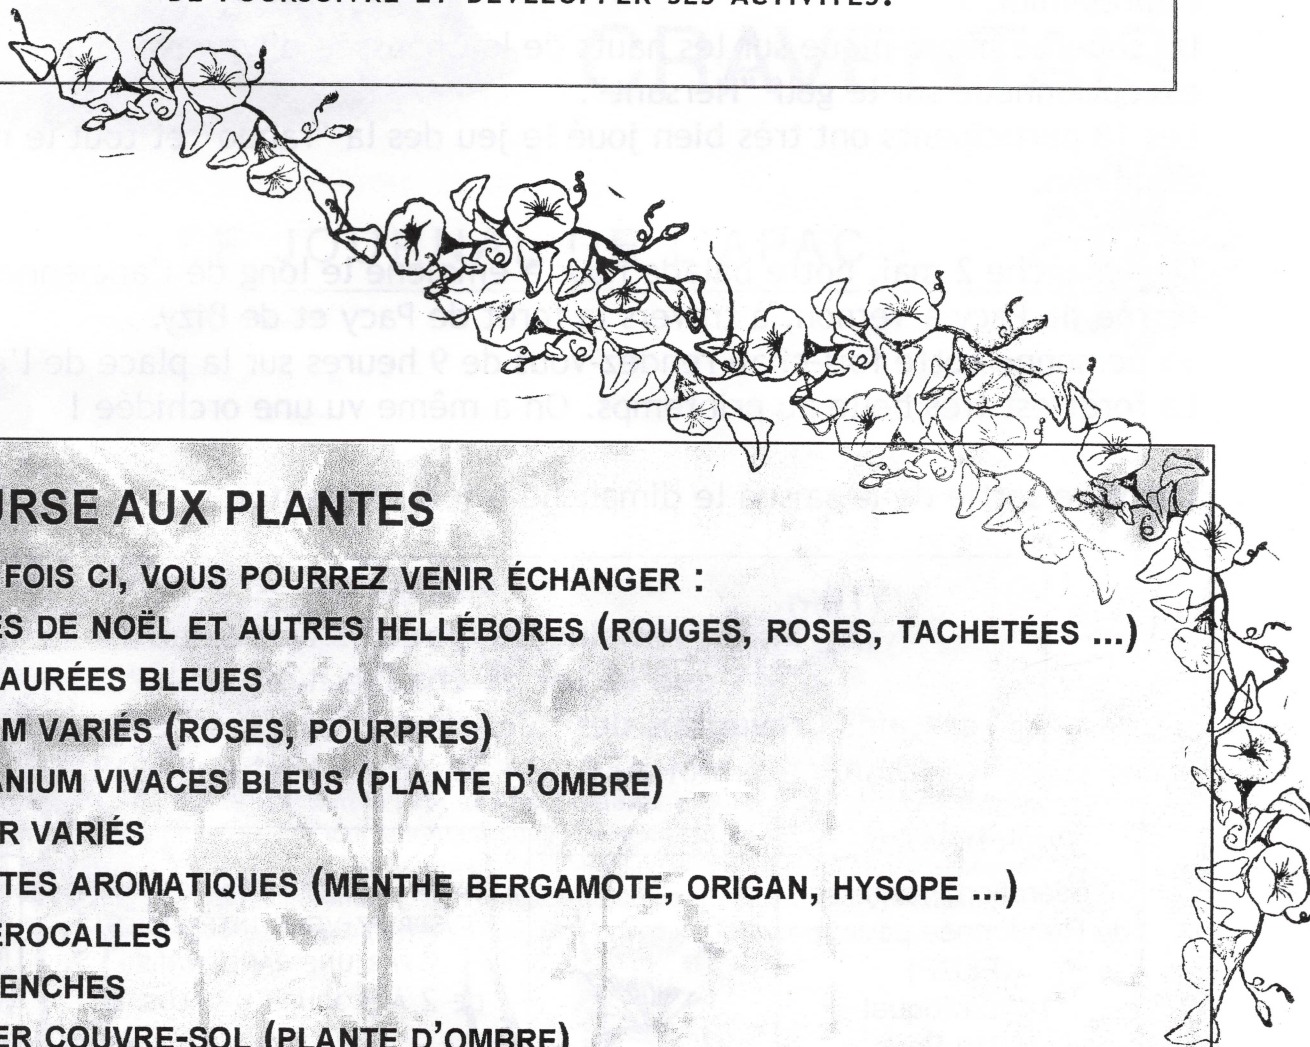 DE POURSUIVRE ET DÉVELOPPER SES ACTIVITÉS.
URSE AUX PLANTES
FOIS CI, VOUS POURREZ VENIR ÉCHANGER :
ES DE NOËL ET AUTRES HELLÉBORES (ROUGES, ROSES, TACHETÉES ...)
AURÉES BLEUES
M VARIÉS (ROSES, POURPRES)
ANIUM VIVACES BLEUS (PLANTE D'OMBRE)
R VARIÉS
TES AROMATIQUES (MENTHE BERGAMOTE, ORIGAN, HYSOPE ...)
EROCALLES
ENCHES
ER COUVRE-SOL (PLANTE D'OMBRE)